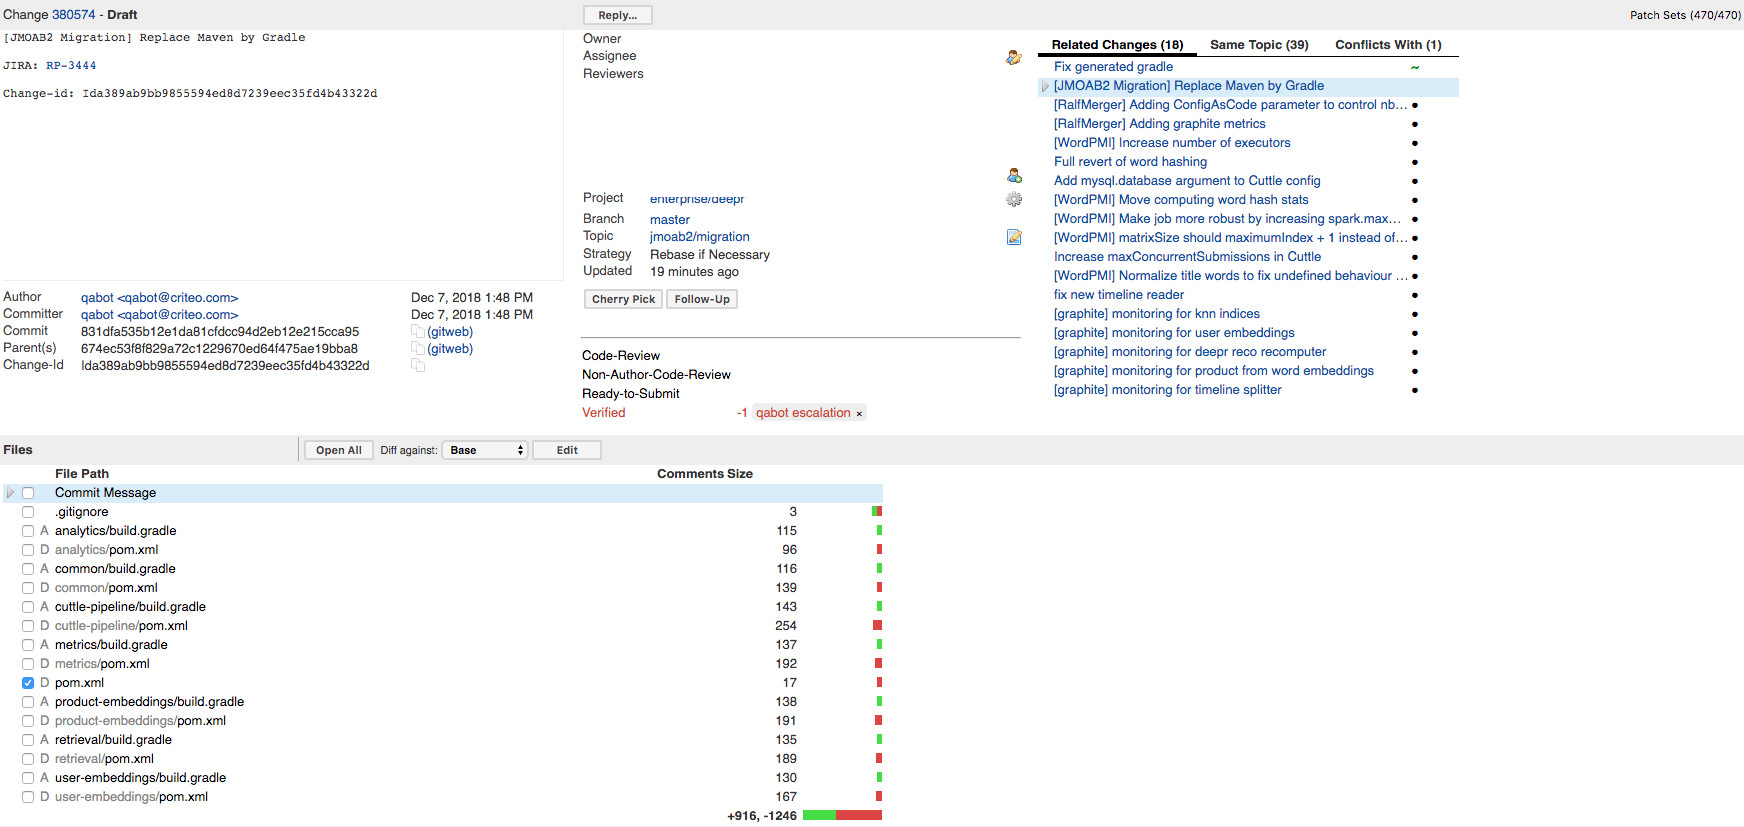 Change 380574 - Draft
Reply...
Patch Sets (470/470)
[JMOAB2 Migration] Replace Maven by Gradle
JIRA: RP-3444
Change-id: Ida389ab9bb9855594ed8d7239eec35fd4b43322d
Owner
Assignee
Reviewers
Project enterprise/deepr
Branch master
Topic jmoab2/migration
Strategy Rebase if Necessary
Updated 19 minutes ago
Cherry Pick Follow-Up
Related Changes (18) Same Topic (39) Conflicts With (1)
Fix generated gradle ~
[JMOAB2 Migration] Replace Maven by Gradle
[RalfMerger] Adding ConfigAsCode parameter to control nb... ●
[RalfMerger] Adding graphite metrics ●
[WordPMI] Increase number of executors ●
Full revert of word hashing ●
Add mysql.database argument to Cuttle config ●
[WordPMI] Move computing word hash stats ●
[WordPMI] Make job more robust by increasing spark.max... ●
[WordPMI] matrixSize should maximumIndex + 1 instead of... ●
Increase maxConcurrentSubmissions in Cuttle ●
[WordPMI] Normalize title words to fix undefined behaviour ... ●
fix new timeline reader ●
[graphite] monitoring for knn indices ●
[graphite] monitoring for user embeddings ●
[graphite] monitoring for deepr reco recomputer ●
[graphite] monitoring for product from word embeddings ●
[graphite] monitoring for timeline splitter ●
Author qabot <qabot@criteo.com> Dec 7, 2018 1:48 PM
Committer qabot <qabot@criteo.com> Dec 7, 2018 1:48 PM
Commit 831dfa535b12e1da81cfdcc94d2eb12e215cca95 (gitweb)
Parent(s) 674ec53f8f829a72c1229670ed64f475ae19bba8 (gitweb)
Change-Id Ida389ab9bb9855594ed8d7239eec35fd4b43322d
Code-Review
Non-Author-Code-Review
Ready-to-Submit
Verified -1 qabot escalation ×
Files Open All Diff against: Base Edit
File Path Comments Size
Commit Message
.gitignore 3
A analytics/build.gradle 115
D analytics/pom.xml 96
A common/build.gradle 116
D common/pom.xml 139
A cuttle-pipeline/build.gradle 143
D cuttle-pipeline/pom.xml 254
A metrics/build.gradle 137
D metrics/pom.xml 192
D pom.xml 17
A product-embeddings/build.gradle 138
D product-embeddings/pom.xml 191
A retrieval/build.gradle 135
D retrieval/pom.xml 189
A user-embeddings/build.gradle 130
D user-embeddings/pom.xml 167
+916, -1246